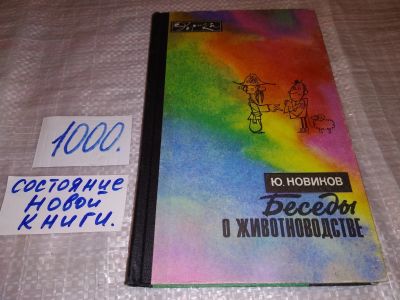 1000.
СОСТОЯНИЕ
НОВОЙ
КНИГИ.
Ю. НОВИКОВ
Беседы
О ЖИВОТНОВОДСТВЕ